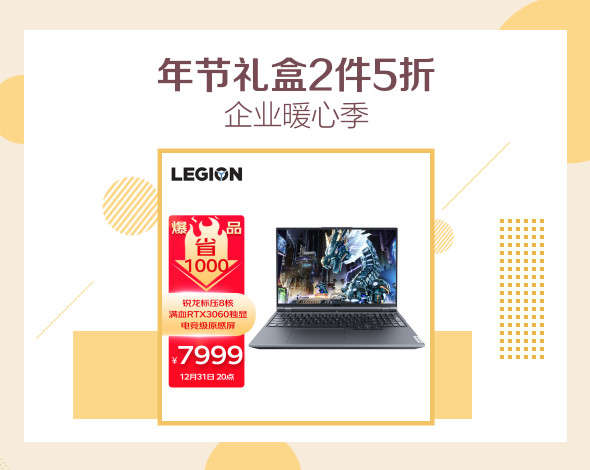 年节礼盒2件5折
企业暖心季
LEGION
爆品
省
1000
锐龙标压8核
满血RTX3060独显
电竞级原感屏
¥7999
12月31日 20点